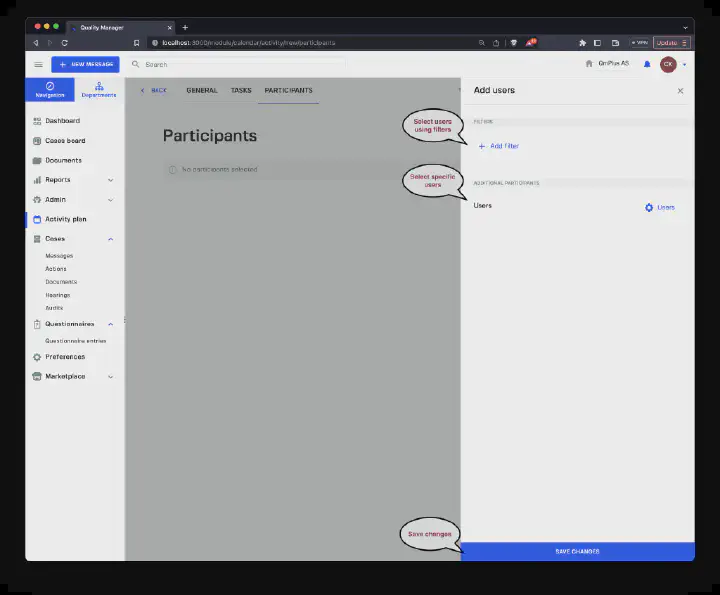 Quality Manager
localhost:3000/module/calendar/activity/new/participants
VPN
Update
NEW MESSAGE
Search
QmPlus AS
CK
Navigation
Departments
Dashboard
Cases board
Documents
Reports
Admin
Activity plan
Cases
Messages
Actions
Documents
Hearings
Audits
Questionnaires
Questionnaire entries
Preferences
Marketplace
BACK
GENERAL
TASKS
PARTICIPANTS
Participants
No participants selected
Add users
Select users
using filters
FILTERS
+ Add filter
Select specific
users
ADDITIONAL PARTICIPANTS
Users
Users
Save changes
SAVE CHANGES